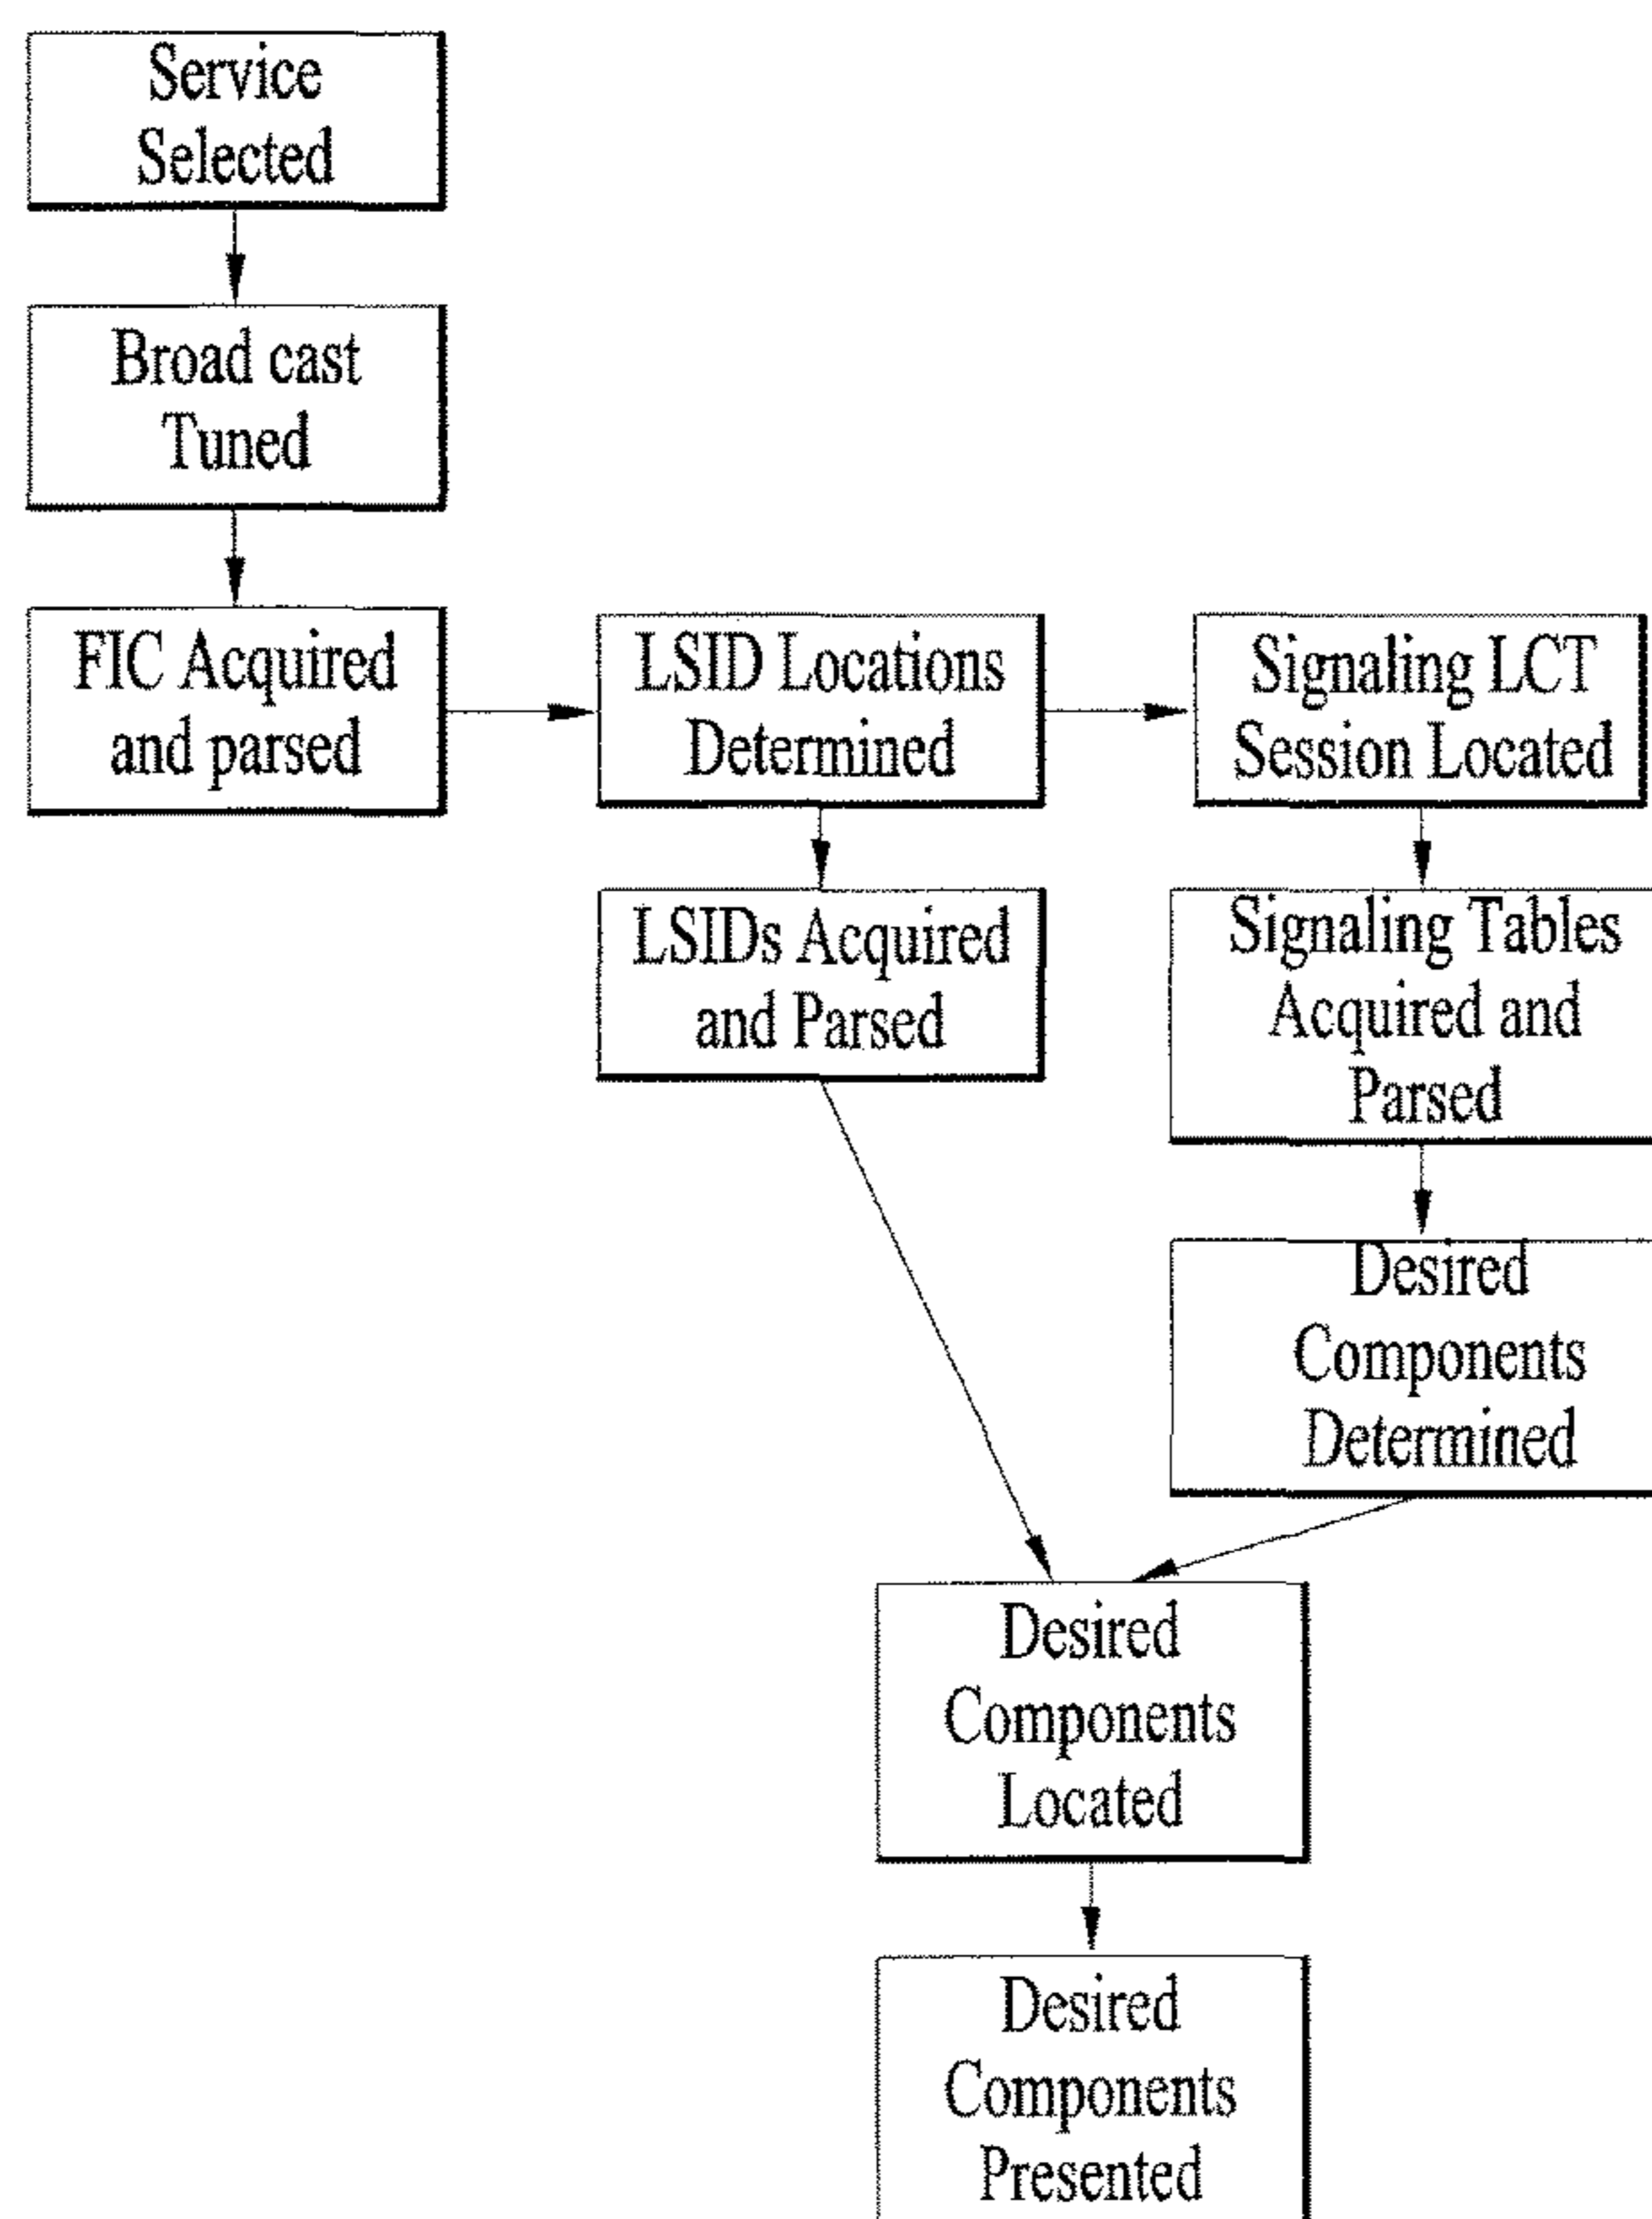 Service
Selected
Broad cast
Tuned
FIC Acquired
and parsed
LSID Locations
Determined
Signaling LCT
Session Located
LSIDs Acquired
and Parsed
Signaling Tables
Acquired and
Parsed
Desired
Components
Determined
Desired
Components
Located
Desired
Components
Presented